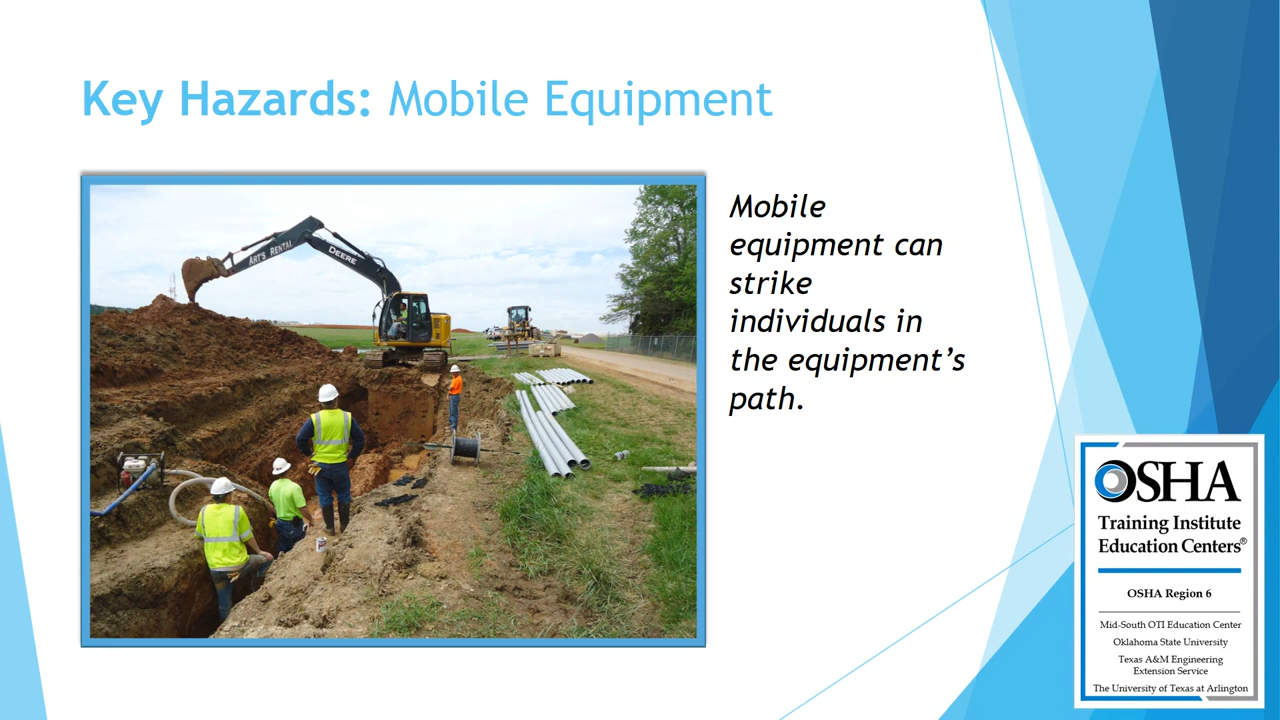 Key Hazards: Mobile Equipment
ART'S RENTAL
DEERE
Mobile
equipment can
strike
individuals in
the equipment’s
path.
OSHA
Training Institute
Education Centers®
OSHA Region 6
Mid-South OTI Education Center
Oklahoma State University
Texas A&M Engineering
Extension Service
The University of Texas at Arlington